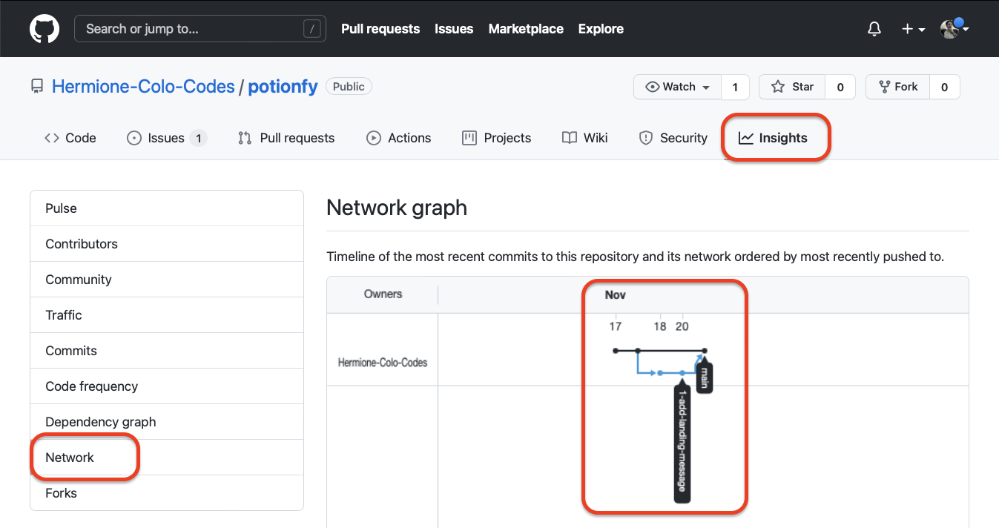 Search or jump to... /
Pull requests Issues Marketplace Explore
Hermione-Colo-Codes / potionfy Public
Watch 1 Star 0 Fork 0
Code Issues 1 Pull requests Actions Projects Wiki Security Insights
Pulse
Contributors
Community
Traffic
Commits
Code frequency
Dependency graph
Network
Forks
Network graph
Timeline of the most recent commits to this repository and its network ordered by most recently pushed to.
Owners Nov
17 18 20
Hermione-Colo-Codes
main
1-add-landing-message